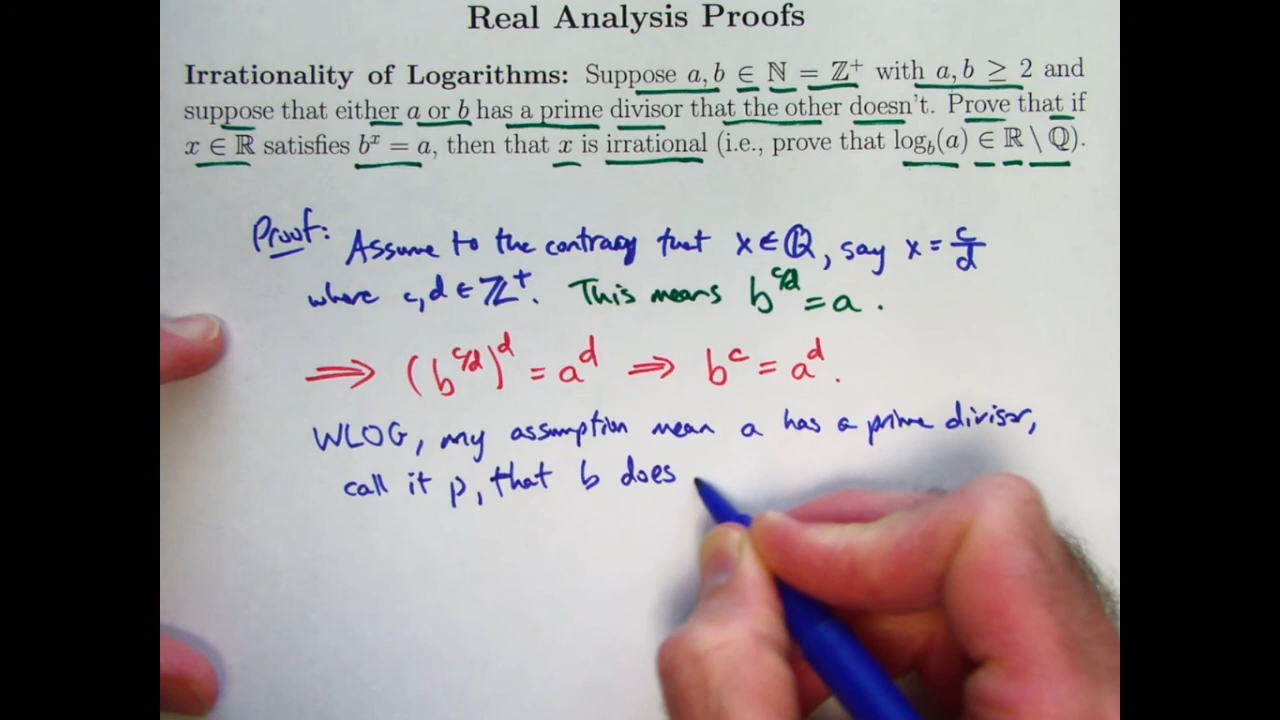 Real Analysis Proofs
Irrationality of Logarithms: Suppose a, b ∈ ℕ = ℤ⁺ with a, b ≥ 2 and
suppose that either a or b has a prime divisor that the other doesn't. Prove that if
x ∈ ℝ satisfies bˣ = a, then that x is irrational (i.e., prove that log_b(a) ∈ ℝ \ ℚ).
Proof: Assume to the contrary that x ∈ ℚ, say x = c/d
where c, d ∈ ℤ⁺. This means b^(c/d) = a.
⟹ (b^(c/d))^d = a^d ⟹ b^c = a^d.
WLOG, my assumption mean a has a prime divisor,
call it p, that b does